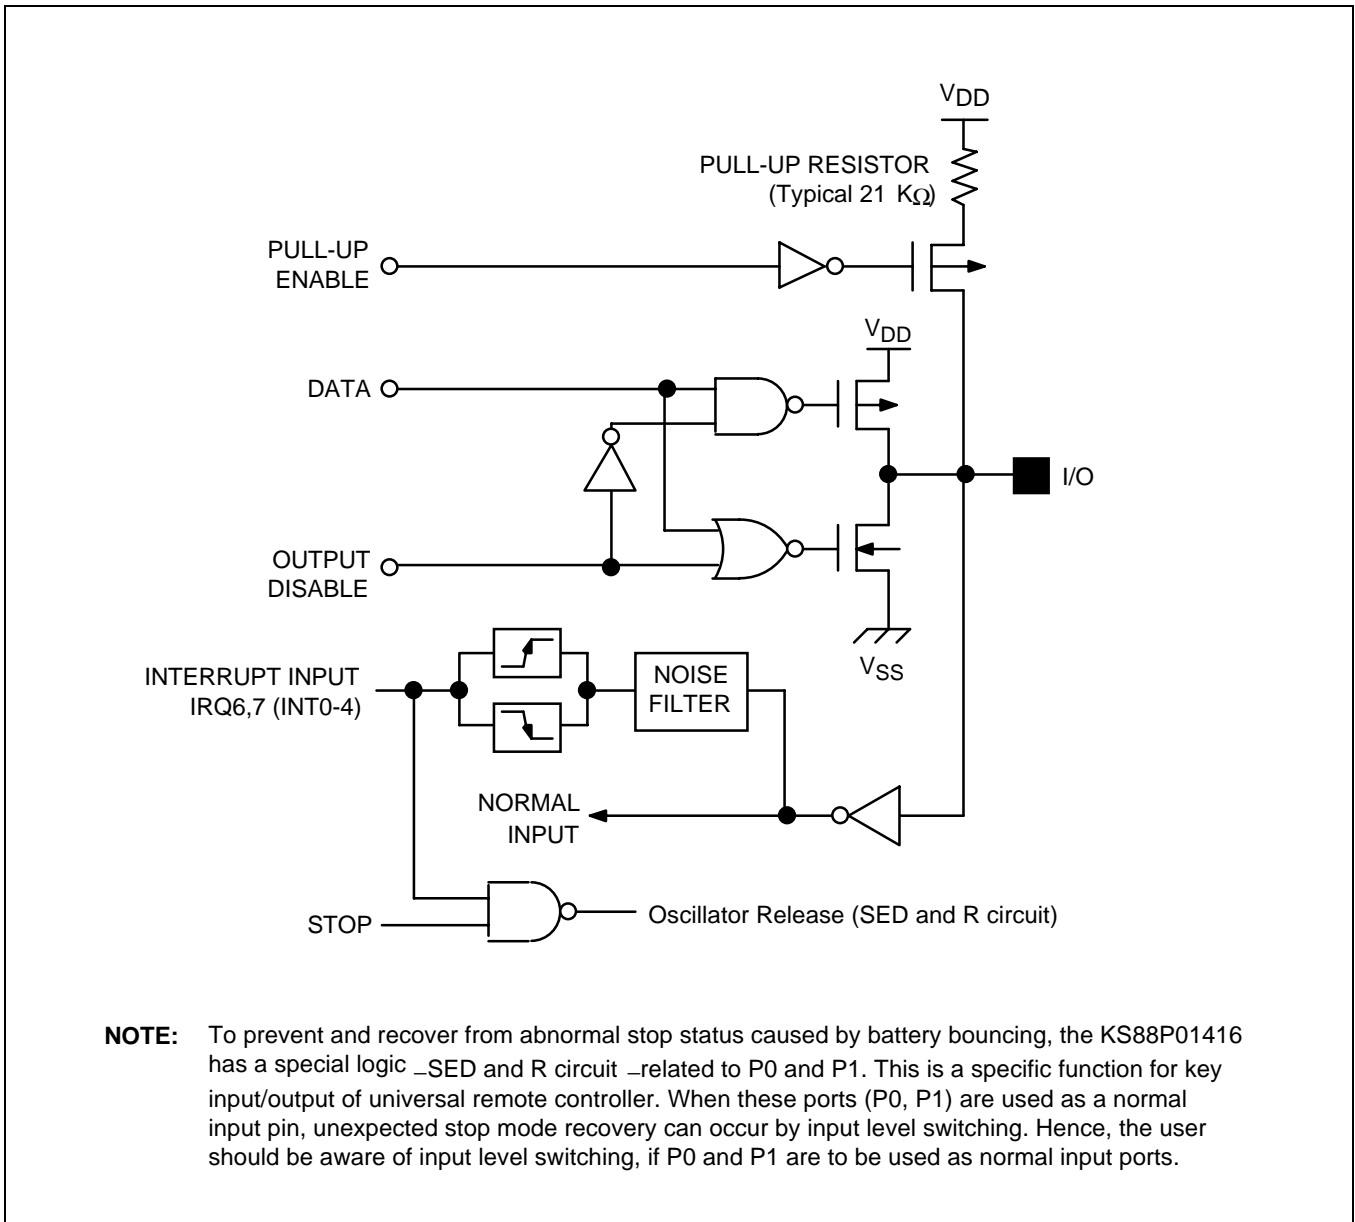 VDD
PULL-UP RESISTOR
(Typical 21 KΩ)
PULL-UP
ENABLE
VDD
DATA
I/O
OUTPUT
DISABLE
VSS
INTERRUPT INPUT
IRQ6,7 (INT0-4)
NOISE
FILTER
NORMAL
INPUT
STOP
Oscillator Release (SED and R circuit)
NOTE: To prevent and recover from abnormal stop status caused by battery bouncing, the KS88P01416
has a special logic –SED and R circuit –related to P0 and P1. This is a specific function for key
input/output of universal remote controller. When these ports (P0, P1) are used as a normal
input pin, unexpected stop mode recovery can occur by input level switching. Hence, the user
should be aware of input level switching, if P0 and P1 are to be used as normal input ports.